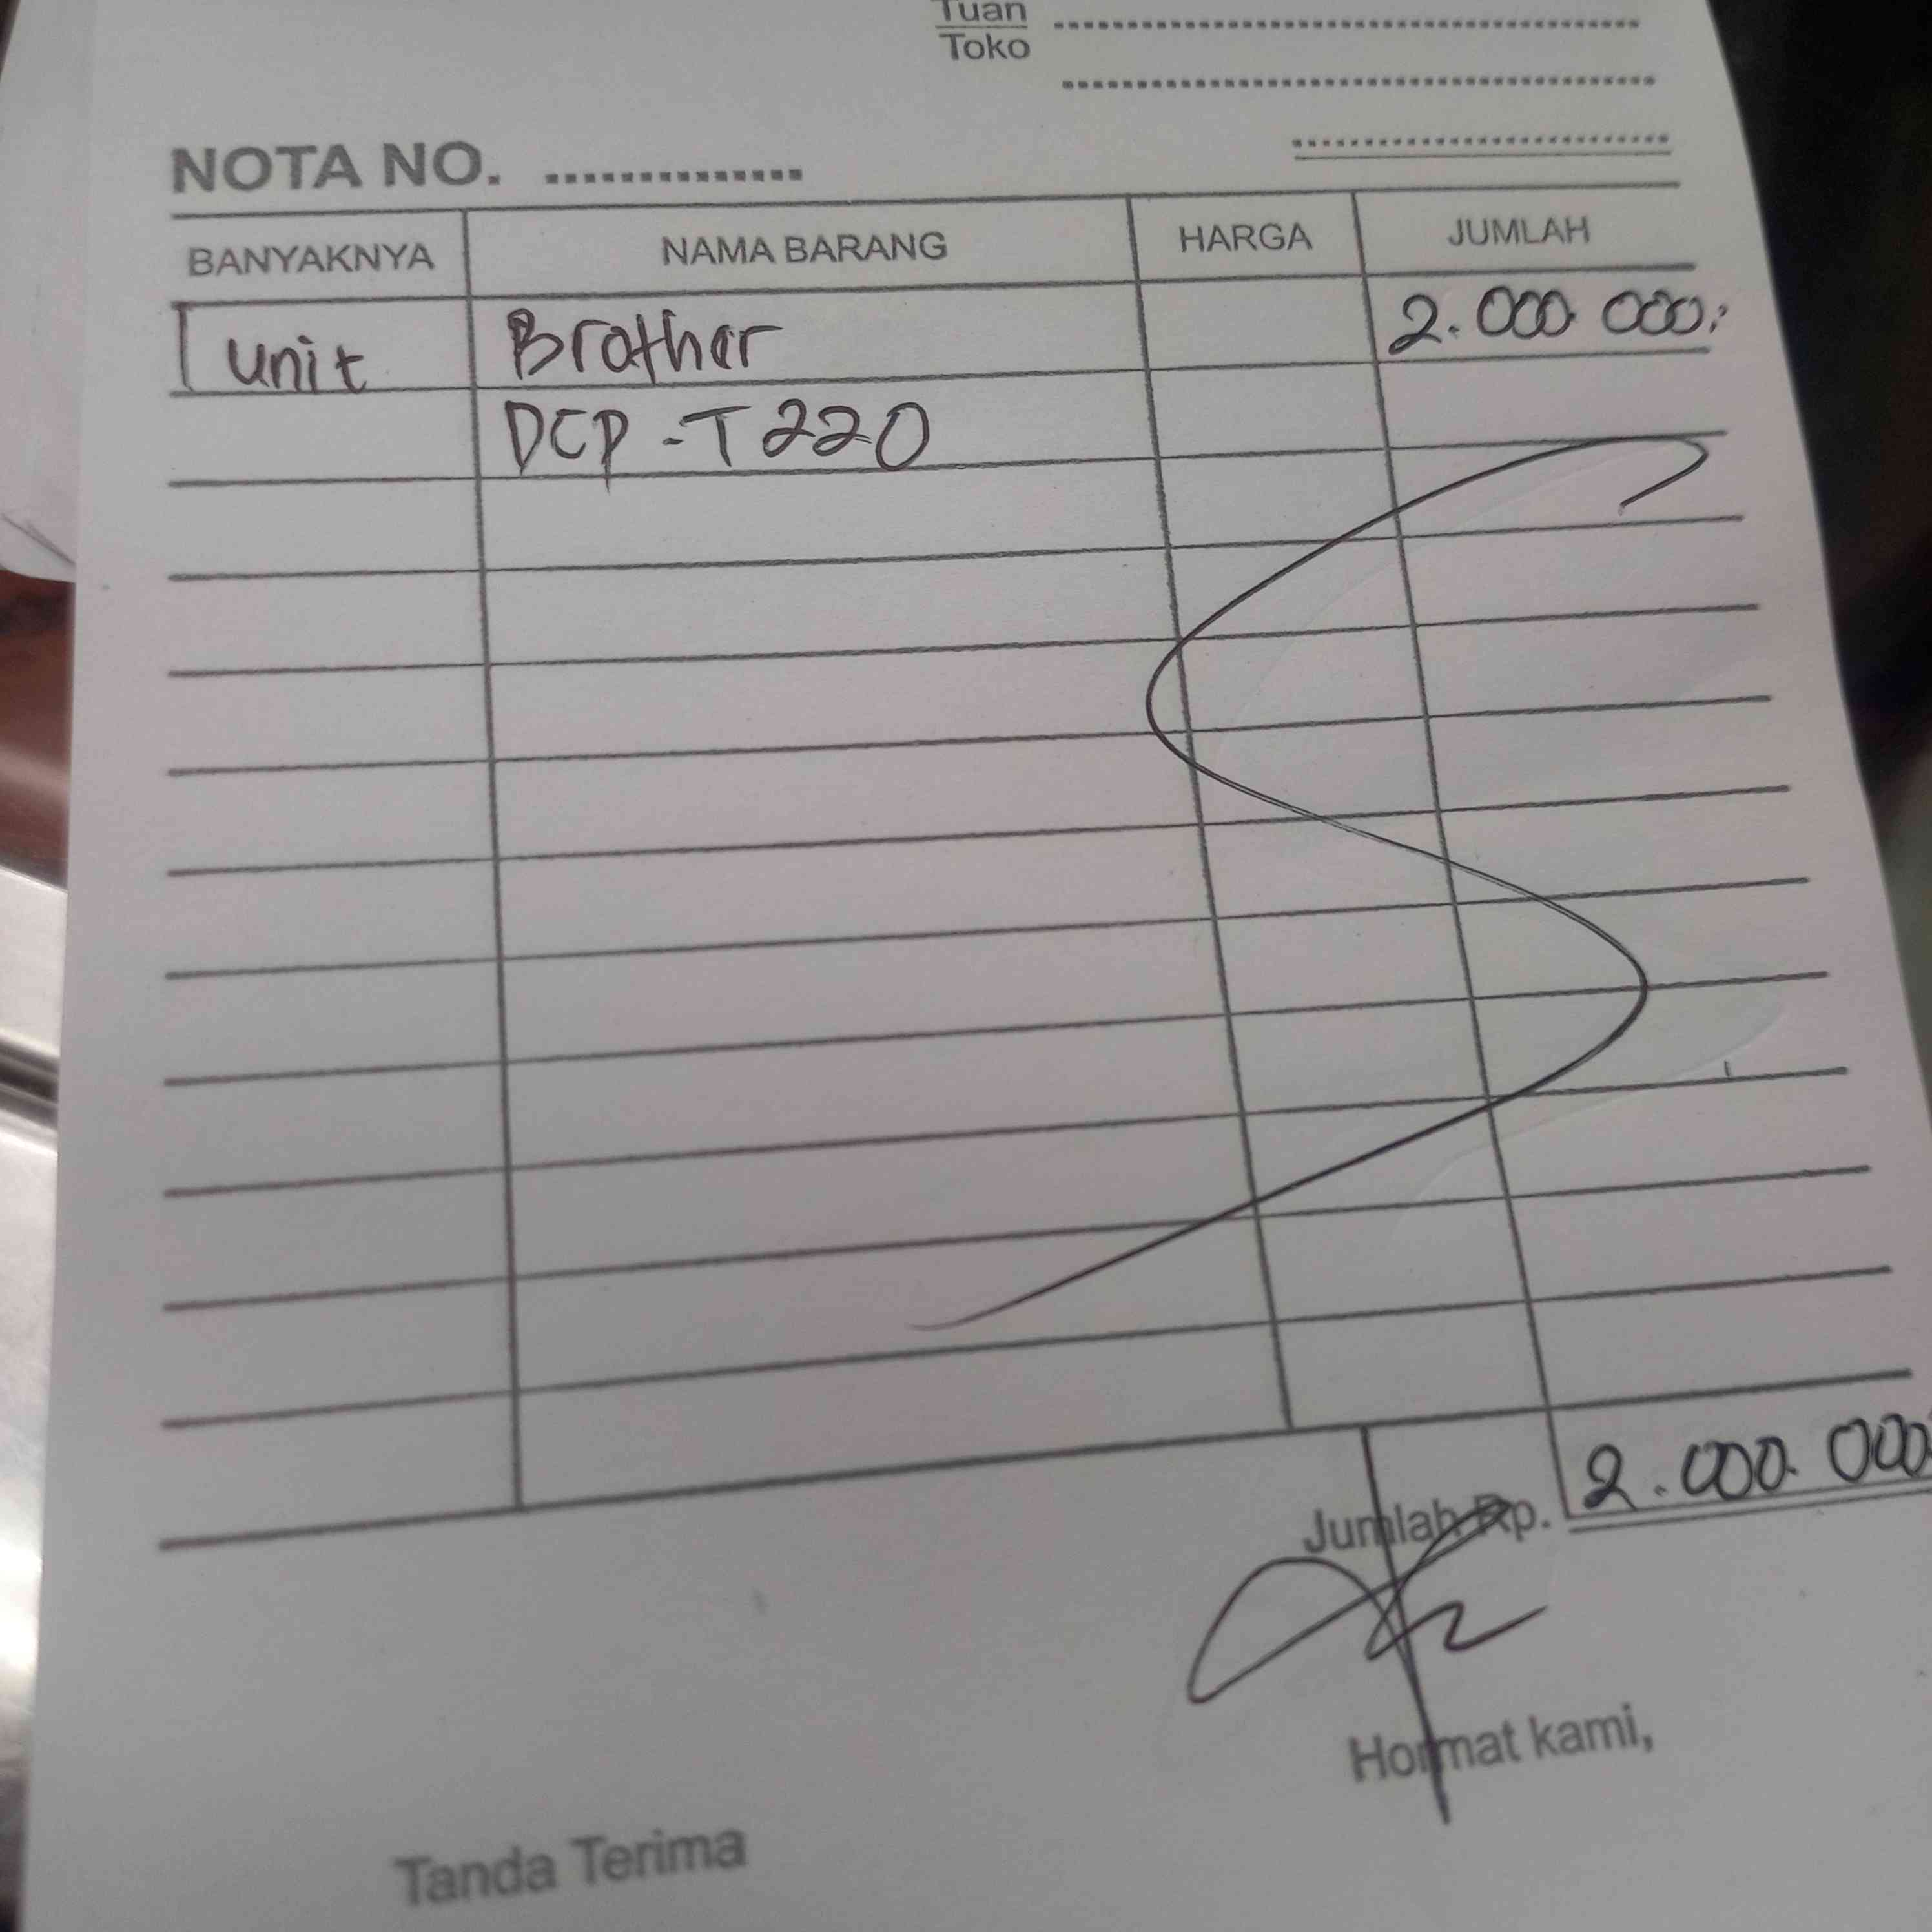 Tuan
Toko
NOTA NO. ...............
BANYAKNYA NAMA BARANG HARGA JUMLAH
1 unit Brother 2.000.000.
DCP - T220
Jumlah Rp. 2.000.000
Hormat kami,
Tanda Terima